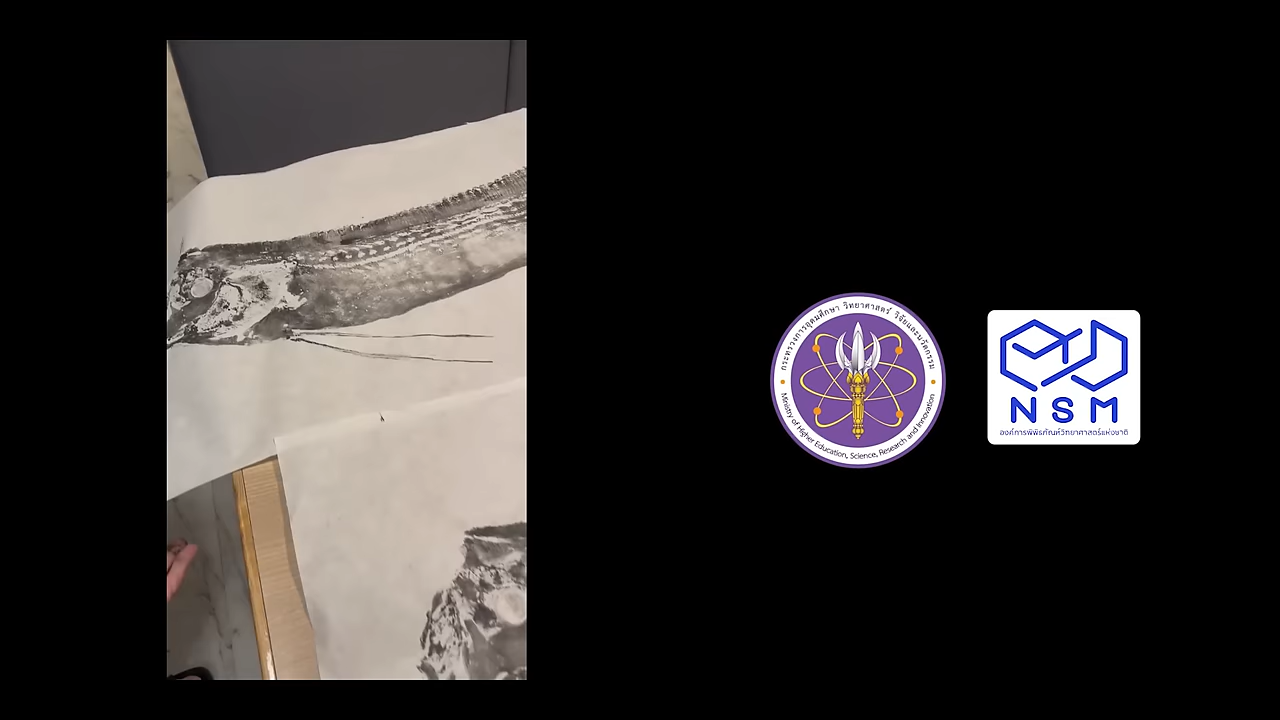 กระทรวงการอุดมศึกษา วิทยาศาสตร์ วิจัยและนวัตกรรม
Ministry of Higher Education, Science, Research and Innovation
NSM
องค์การพิพิธภัณฑ์วิทยาศาสตร์แห่งชาติ